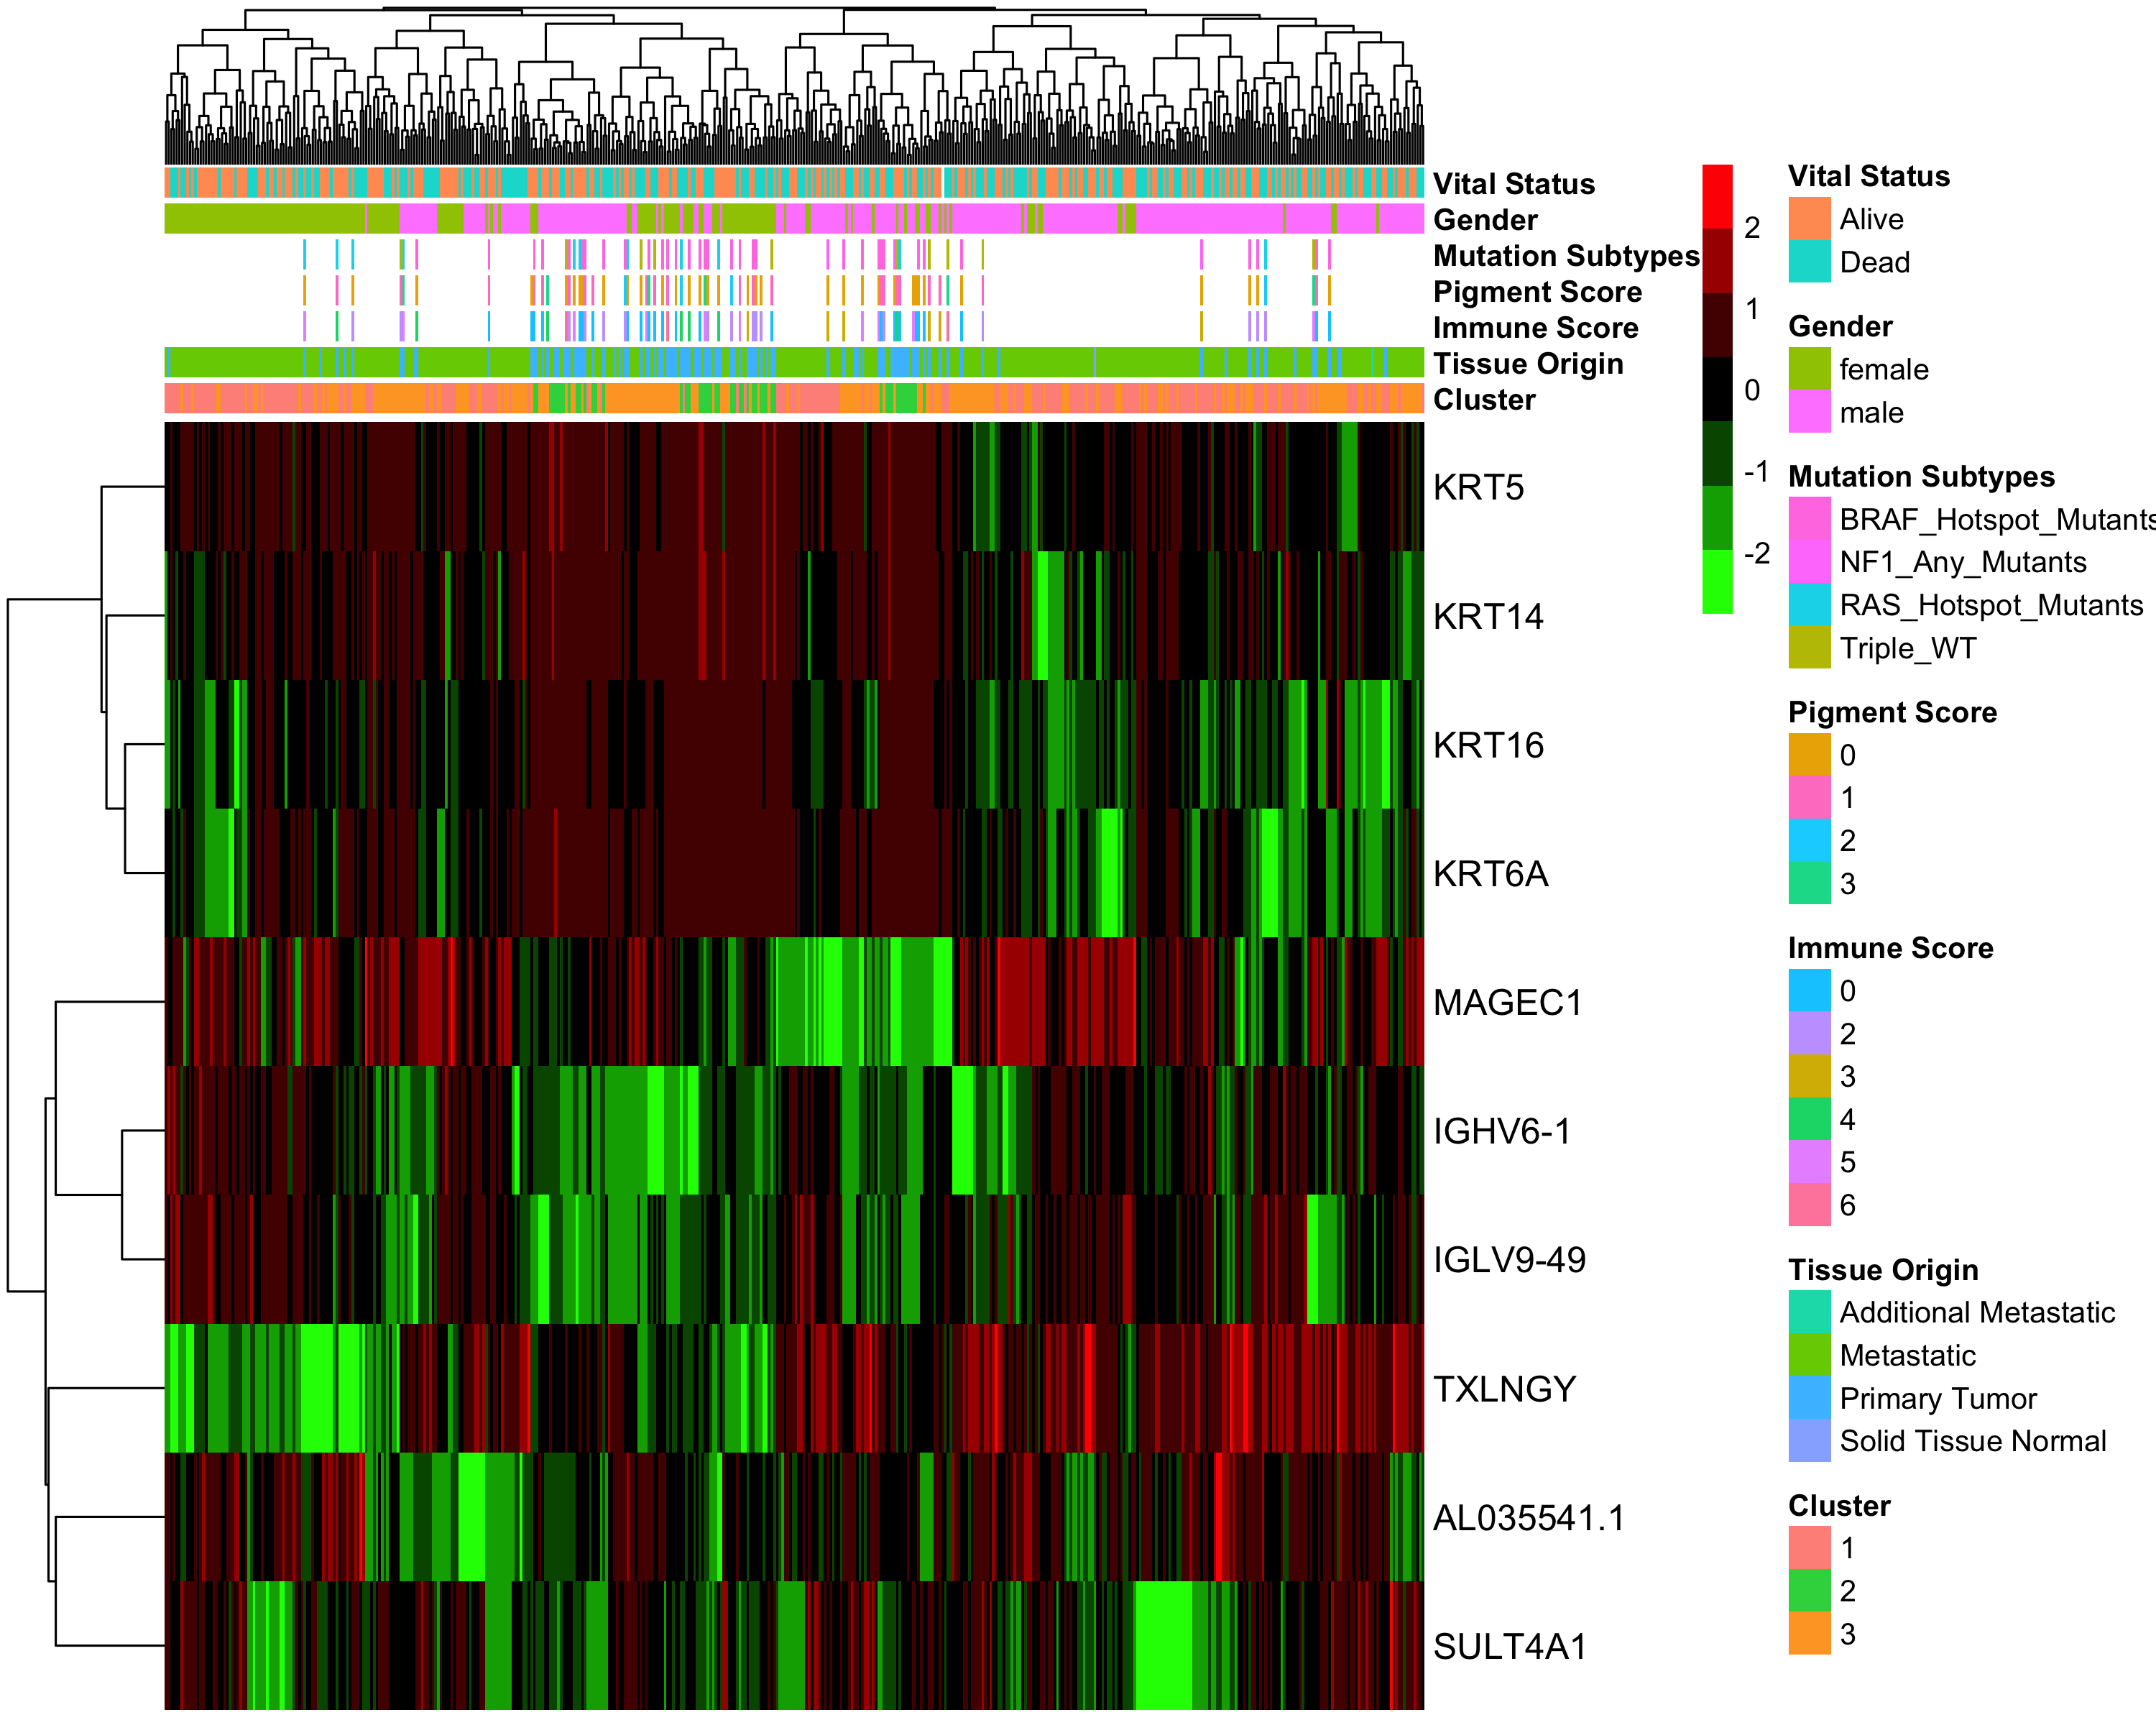 Vital Status
Gender
Mutation Subtypes
Pigment Score
Immune Score
Tissue Origin
Cluster
KRT5
KRT14
KRT16
KRT6A
MAGEC1
IGHV6-1
IGLV9-49
TXLNGY
AL035541.1
SULT4A1
2
1
0
-1
-2
Vital Status
Alive
Dead
Gender
female
male
Mutation Subtypes
BRAF_Hotspot_Mutants
NF1_Any_Mutants
RAS_Hotspot_Mutants
Triple_WT
Pigment Score
0
1
2
3
Immune Score
0
2
3
4
5
6
Tissue Origin
Additional Metastatic
Metastatic
Primary Tumor
Solid Tissue Normal
Cluster
1
2
3